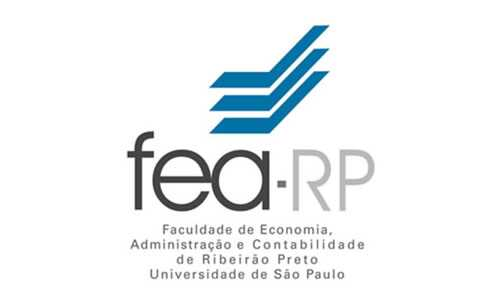 fea-RP
Faculdade de Economia,
Administração e Contabilidade
de Ribeirão Preto
Universidade de São Paulo